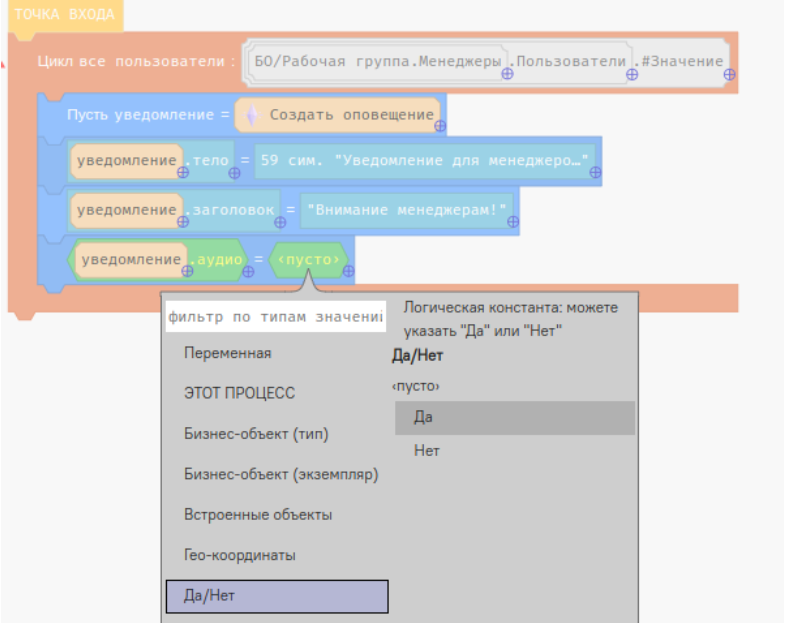 ТОЧКА ВХОДА
Цикл все пользователи : БО/Рабочая группа.Менеджеры .Пользователи .#Значение
Пусть уведомление = Создать оповещение
уведомление .тело = 59 сим. "Уведомление для менеджеро…"
уведомление .заголовок = "Внимание менеджерам!"
уведомление .аудио = ‹пусто›
фильтр по типам значени
Переменная
ЭТОТ ПРОЦЕСС
Бизнес-объект (тип)
Бизнес-объект (экземпляр)
Встроенные объекты
Гео-координаты
Да/Нет
Логическая константа: можете
указать "Да" или "Нет"
Да/Нет
‹пусто›
Да
Нет